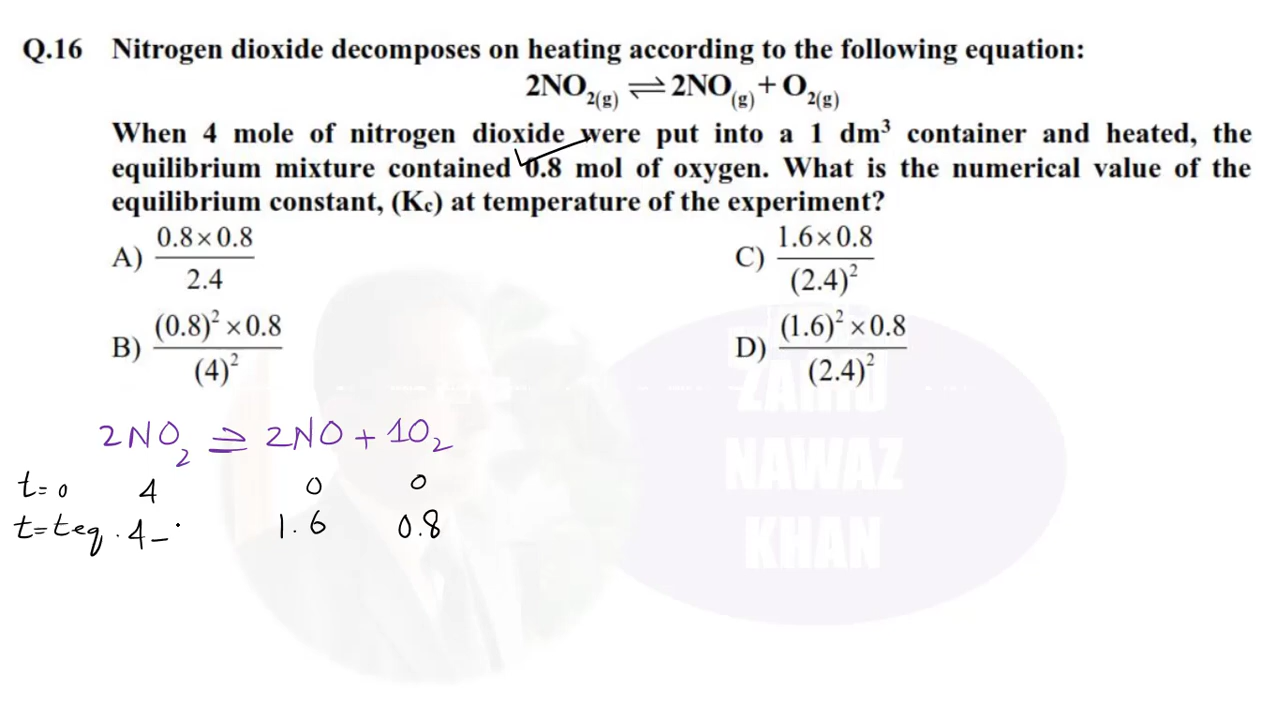 Q.16 Nitrogen dioxide decomposes on heating according to the following equation:
2NO₂(g) ⇌ 2NO(g) + O₂(g)
When 4 mole of nitrogen dioxide were put into a 1 dm³ container and heated, the
equilibrium mixture contained 0.8 mol of oxygen. What is the numerical value of the
equilibrium constant, (Kc) at temperature of the experiment?
A) 0.8×0.8 / 2.4
C) 1.6×0.8 / (2.4)²
B) (0.8)²×0.8 / (4)²
D) (1.6)²×0.8 / (2.4)²
NAWAZ
KHAN
2NO₂ ⇌ 2NO + 1O₂
t=0 4 0 0
t=teq. 4- 1.6 0.8